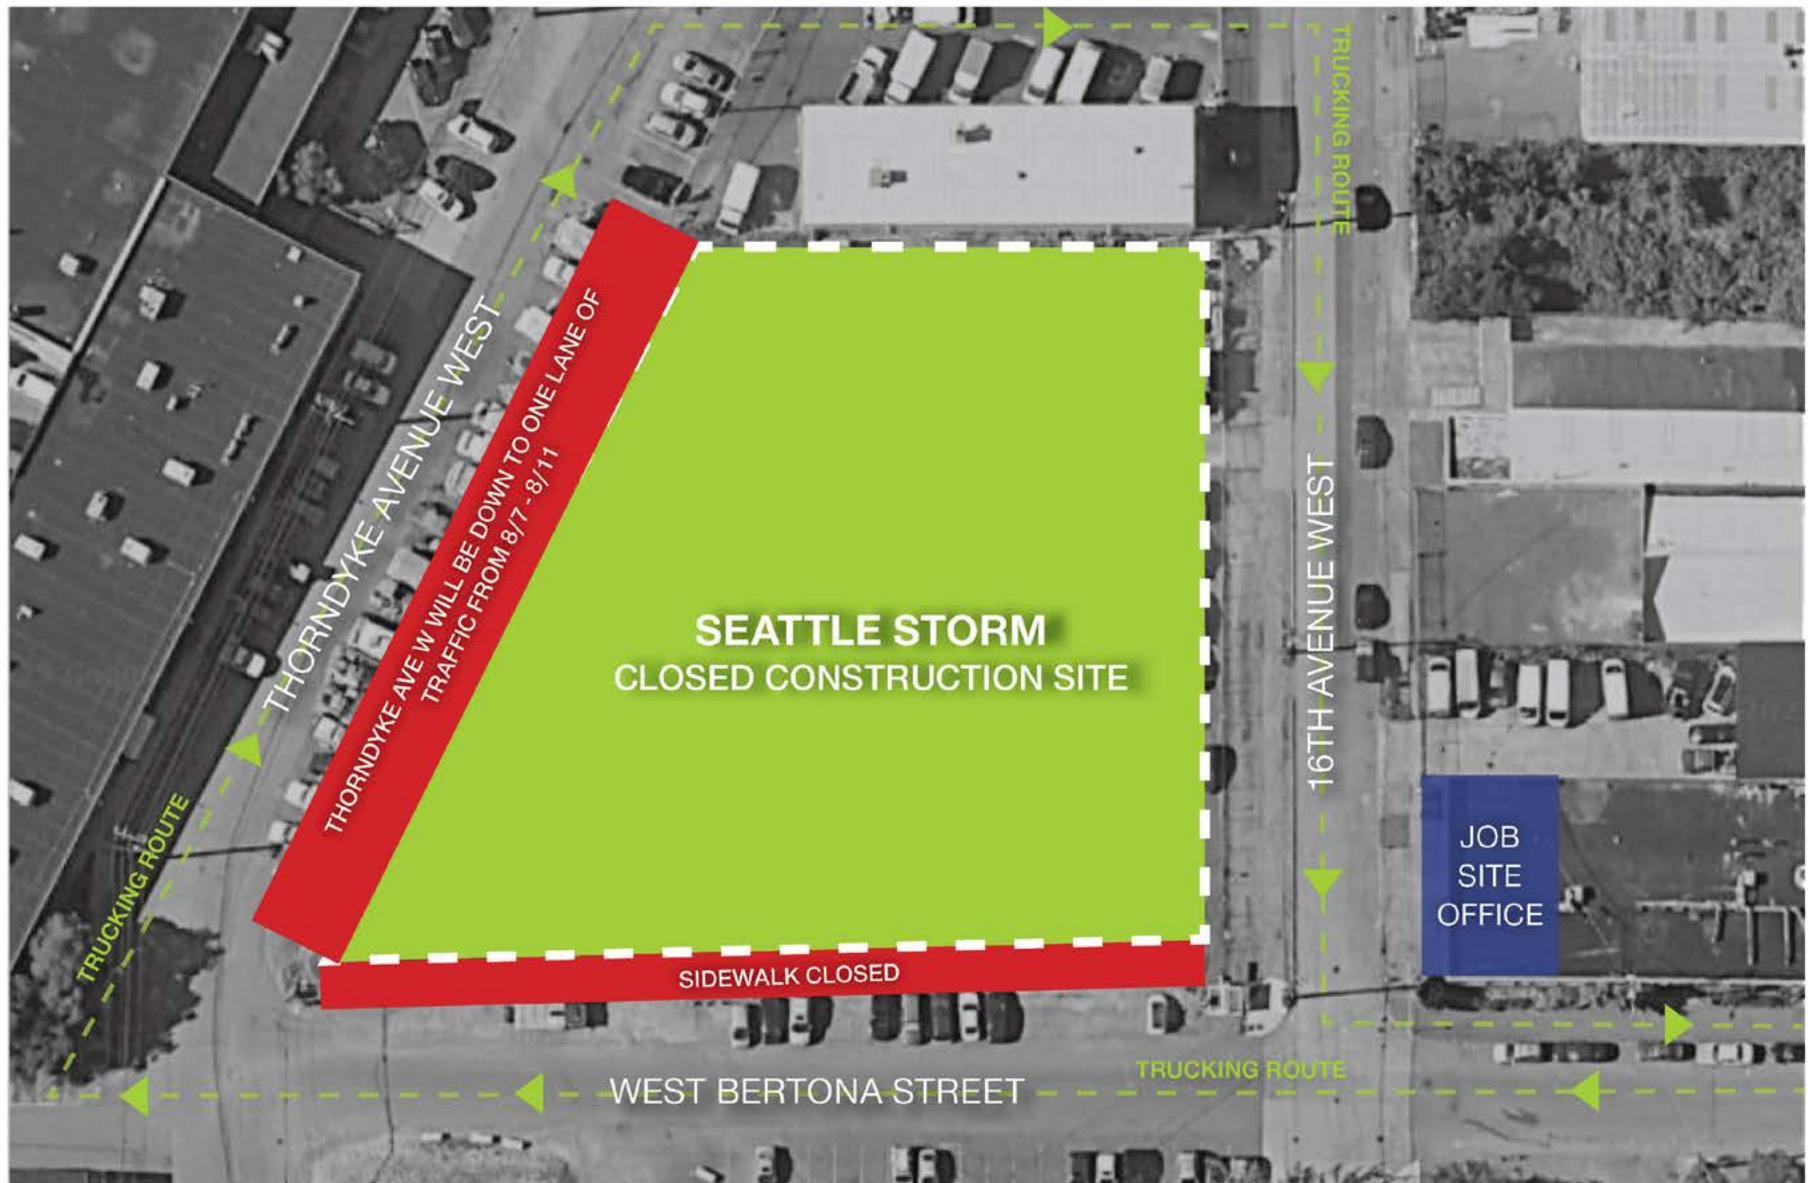 TRUCKING ROUTE
THORNDYKE AVENUE WEST
THORNDYKE AVE W WILL BE DOWN TO ONE LANE OF
TRAFFIC FROM 8/7 - 8/11
SEATTLE STORM
CLOSED CONSTRUCTION SITE
16TH AVENUE WEST
JOB
SITE
OFFICE
TRUCKING ROUTE
SIDEWALK CLOSED
WEST BERTONA STREET
TRUCKING ROUTE